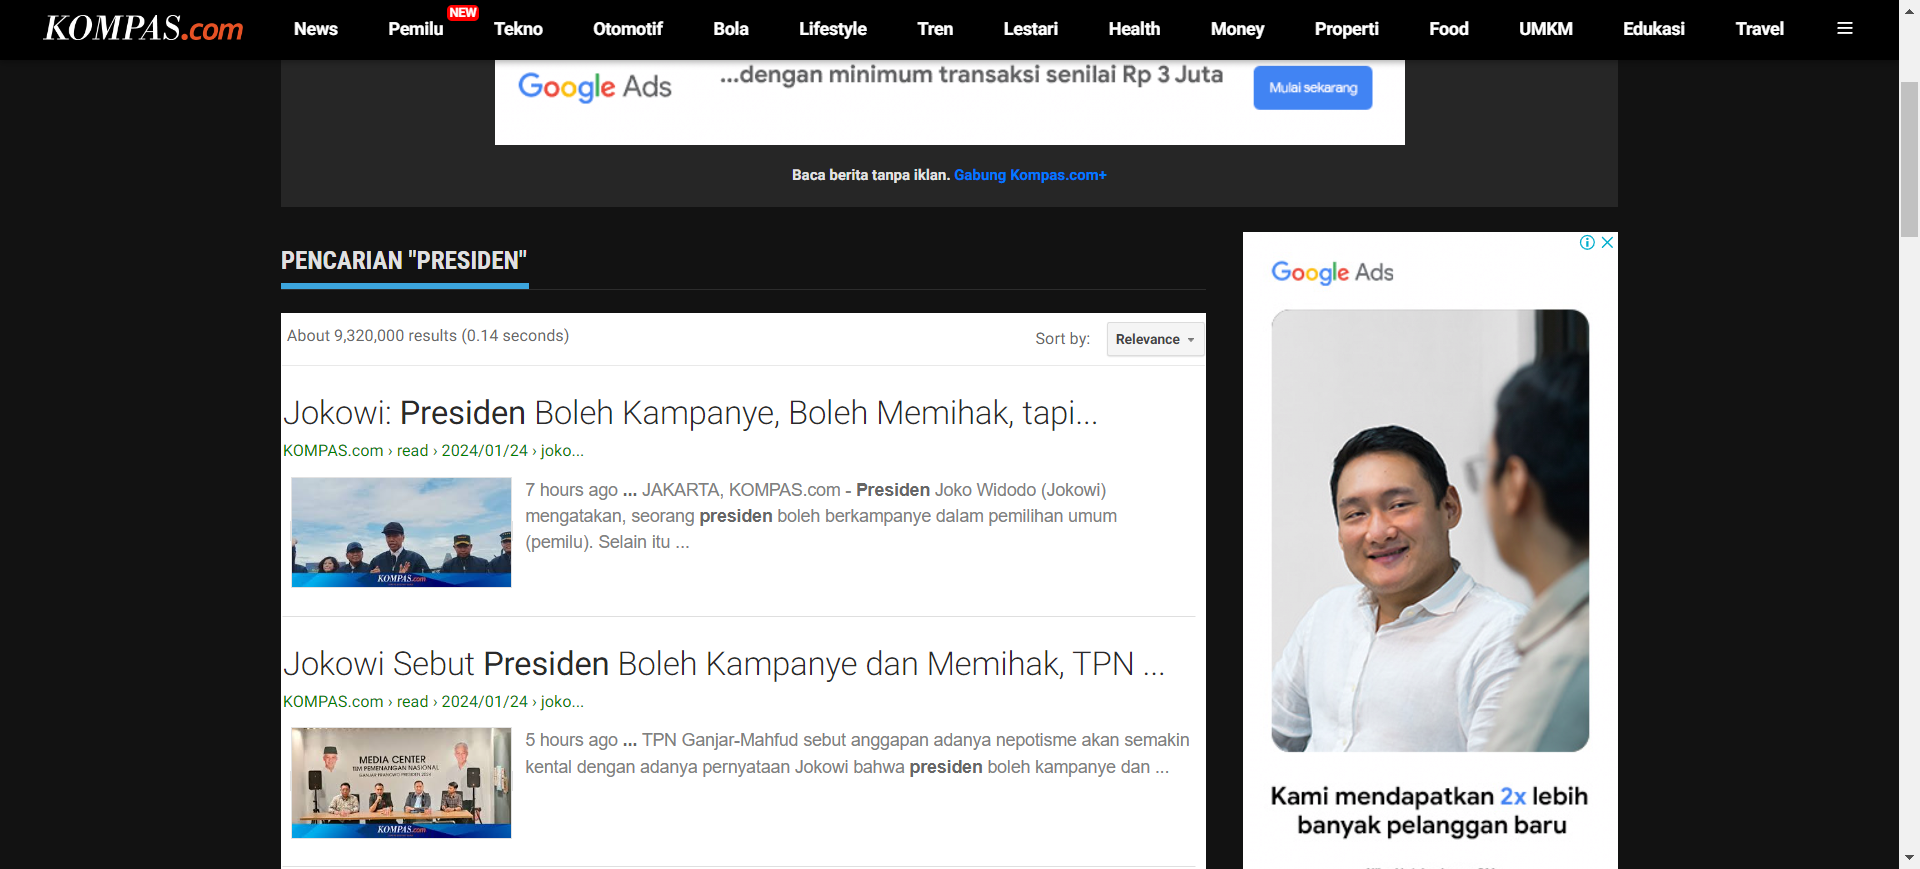 KOMPAS.com
News
Pemilu
NEW
Tekno
Otomotif
Bola
Lifestyle
Tren
Lestari
Health
Money
Properti
Food
UMKM
Edukasi
Travel
Google Ads
...dengan minimum transaksi senilai Rp 3 Juta
Mulai sekarang
Baca berita tanpa iklan. Gabung Kompas.com+
PENCARIAN "PRESIDEN"
About 9,320,000 results (0.14 seconds)
Sort by:
Relevance
Jokowi: Presiden Boleh Kampanye, Boleh Memihak, tapi...
KOMPAS.com › read › 2024/01/24 › joko...
KOMPAS.com
7 hours ago ... JAKARTA, KOMPAS.com - Presiden Joko Widodo (Jokowi)
mengatakan, seorang presiden boleh berkampanye dalam pemilihan umum
(pemilu). Selain itu ...
Jokowi Sebut Presiden Boleh Kampanye dan Memihak, TPN ...
KOMPAS.com › read › 2024/01/24 › joko...
MEDIA CENTER
TIM PEMENANGAN NASIONAL
GANJAR PRANOWO PRESIDEN 2024
KOMPAS.com
5 hours ago ... TPN Ganjar-Mahfud sebut anggapan adanya nepotisme akan semakin
kental dengan adanya pernyataan Jokowi bahwa presiden boleh kampanye dan ...
Google Ads
Kami mendapatkan 2x lebih
banyak pelanggan baru